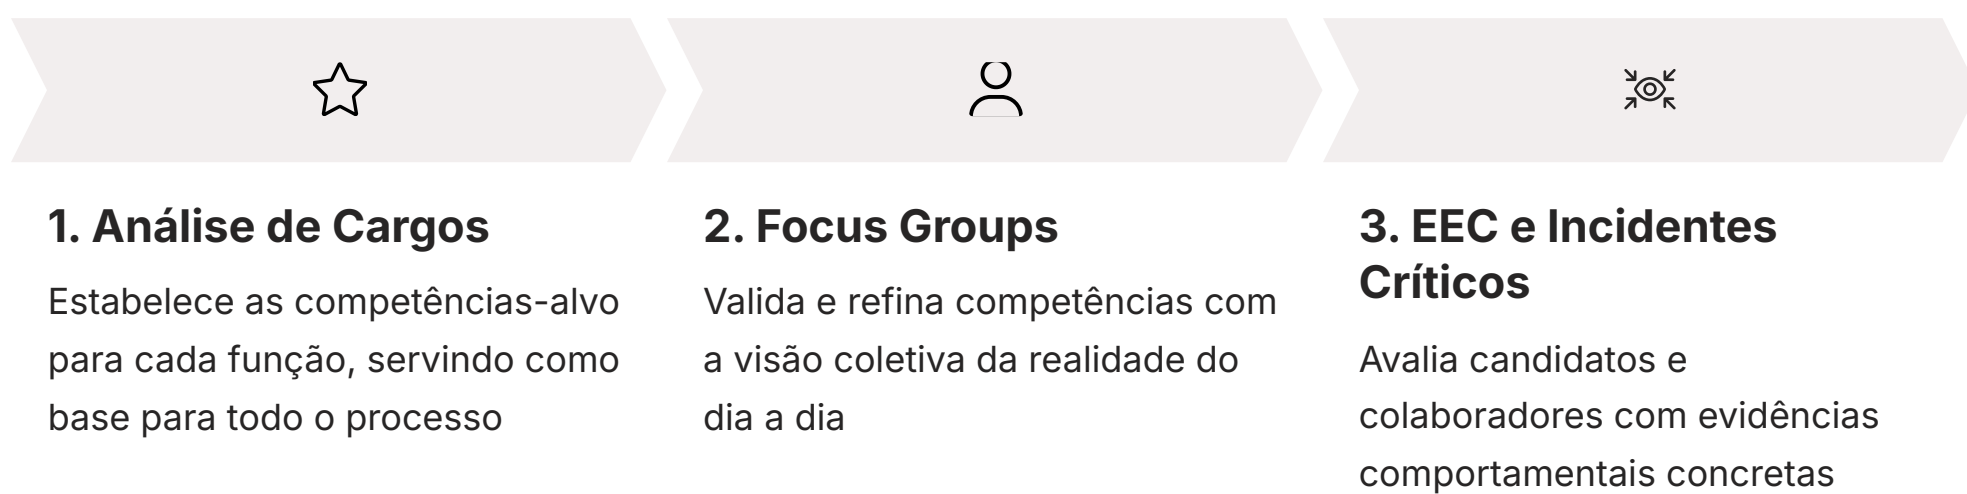 1. Análise de Cargos
Estabelece as competências-alvo
para cada função, servindo como
base para todo o processo
2. Focus Groups
Valida e refina competências com
a visão coletiva da realidade do
dia a dia
3. EEC e Incidentes
Críticos
Avalia candidatos e
colaboradores com evidências
comportamentais concretas